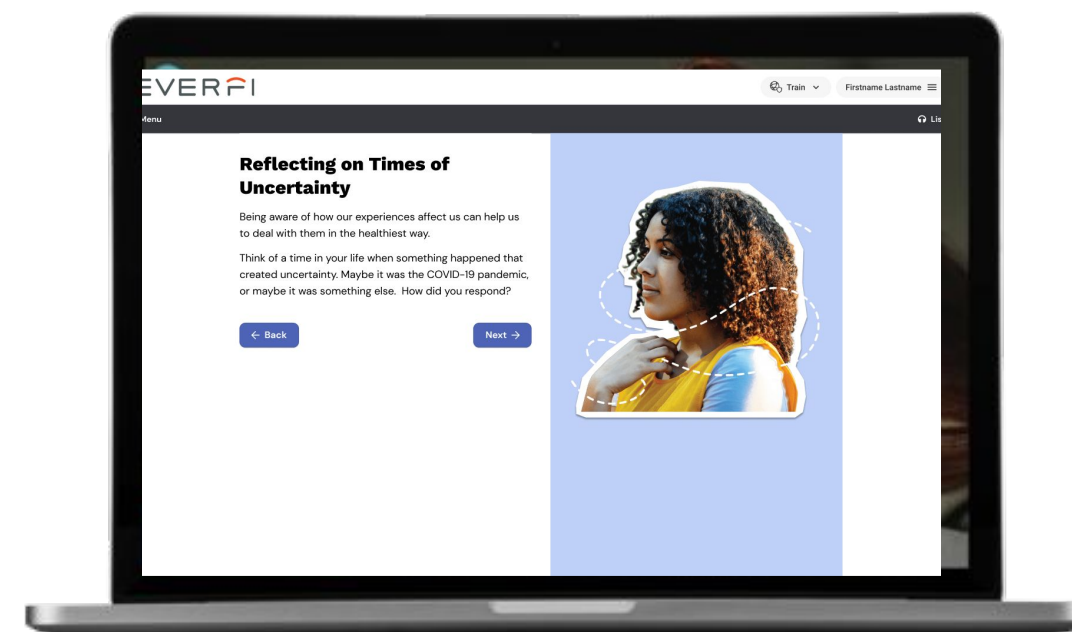 EVERFI
Train
Firstname Lastname
Menu
Lis
Reflecting on Times of
Uncertainty
Being aware of how our experiences affect us can help us
to deal with them in the healthiest way.
Think of a time in your life when something happened that
created uncertainty. Maybe it was the COVID-19 pandemic,
or maybe it was something else.  How did you respond?
← Back
Next →